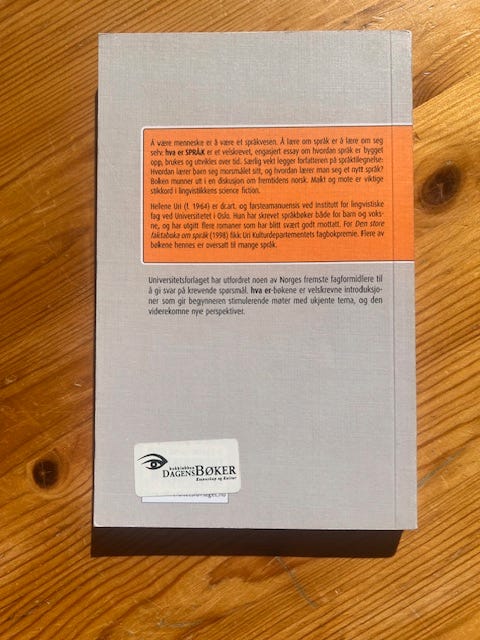 Å være menneske er å være et språkvesen. Å lære om språk er å lære om seg
selv. hva er SPRÅK er et velskrevet, engasjert essay om hvordan språk er bygget
opp, brukes og utvikles over tid. Særlig vekt legger forfatteren på språktilegnelse:
Hvordan lærer barn seg morsmålet sitt, og hvordan lærer man seg et nytt språk?
Boken munner ut i en diskusjon om fremtidens norsk. Makt og mote er viktige
stikkord i lingvistikkens science fiction.
Helene Uri (f. 1964) er dr.art. og førsteamanuensis ved Institutt for lingvistiske
fag ved Universitetet i Oslo. Hun har skrevet språkbøker både for barn og voks-
ne, og har utgitt flere romaner som har blitt svært godt mottatt. For Den store
faktaboka om språk (1998) fikk Uri Kulturdepartementets fagbokpremie. Flere av
bøkene hennes er oversatt til mange språk.
Universitetsforlaget har utfordret noen av Norges fremste fagformidlere til
å gi svar på krevende spørsmål. hva er-bøkene er velskrevne introduksjo-
ner som gir begynneren stimulerende møter med ukjente tema, og den
viderekomne nye perspektiver.
bokklubben
DAGENSBØKER
Kunnskap og Kultur